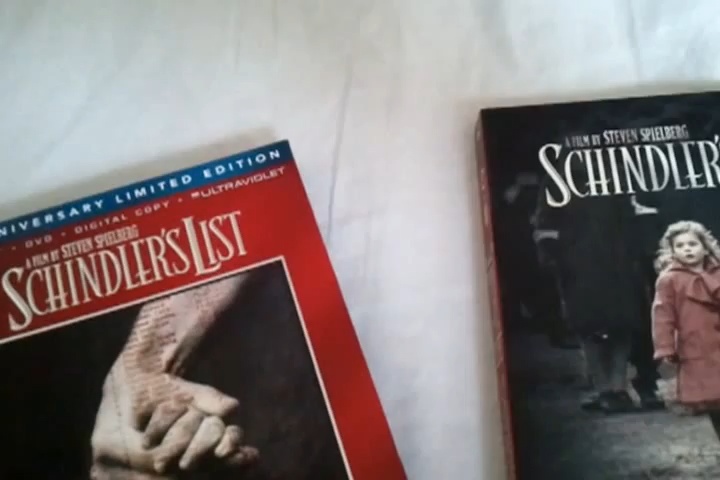 NIVERSARY LIMITED EDITION
• DVD • DIGITAL COPY • ULTRAVIOLET
A FILM BY STEVEN SPIELBERG
SCHINDLER'S LIST
A FILM BY STEVEN SPIELBERG
SCHINDLER'S